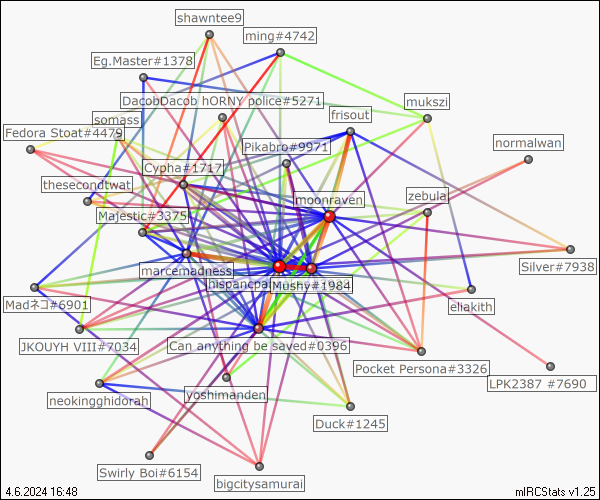 shawntee9
ming#4742
Eg.Master#1378
DacobDacob hORNY police#5271
mukszi
frisout
somass
Fedora Stoat#4479
normalwan
Pikabro#9971
Cypha#1717
thesecondtwat
zebula
moonraven
Majestic#3375
Silver#7938
marcemadness
hispancpa
Mushy#1984
eliakith
Madネコ#6901
JKOUYH VIII#7034
Can anything be saved#0396
Pocket Persona#3326
LPK2387 #7690
yoshimanden
neokingghidorah
Duck#1245
Swirly Boi#6154
bigcitysamurai
4.6.2024 16:48
mIRCStats v1.25